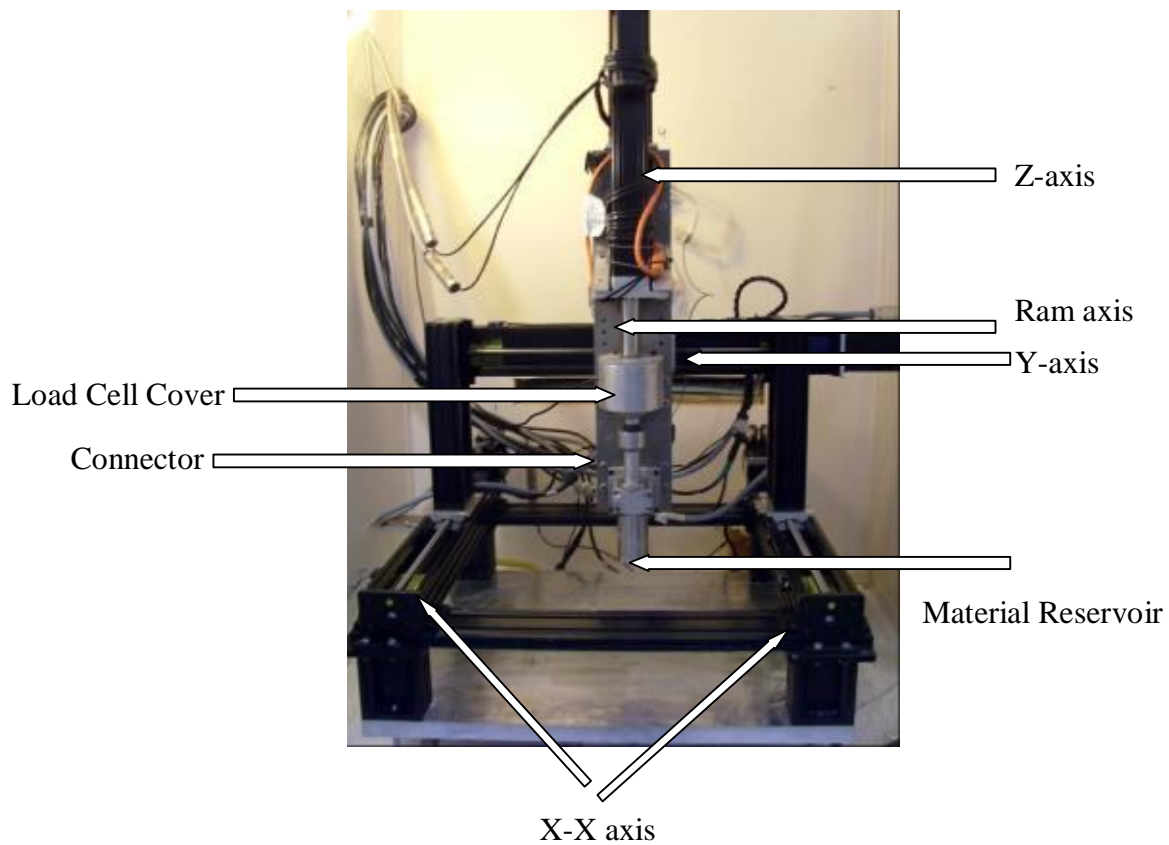 Z-axis
Ram axis
Y-axis
Load Cell Cover
Connector
Material Reservoir
X-X axis